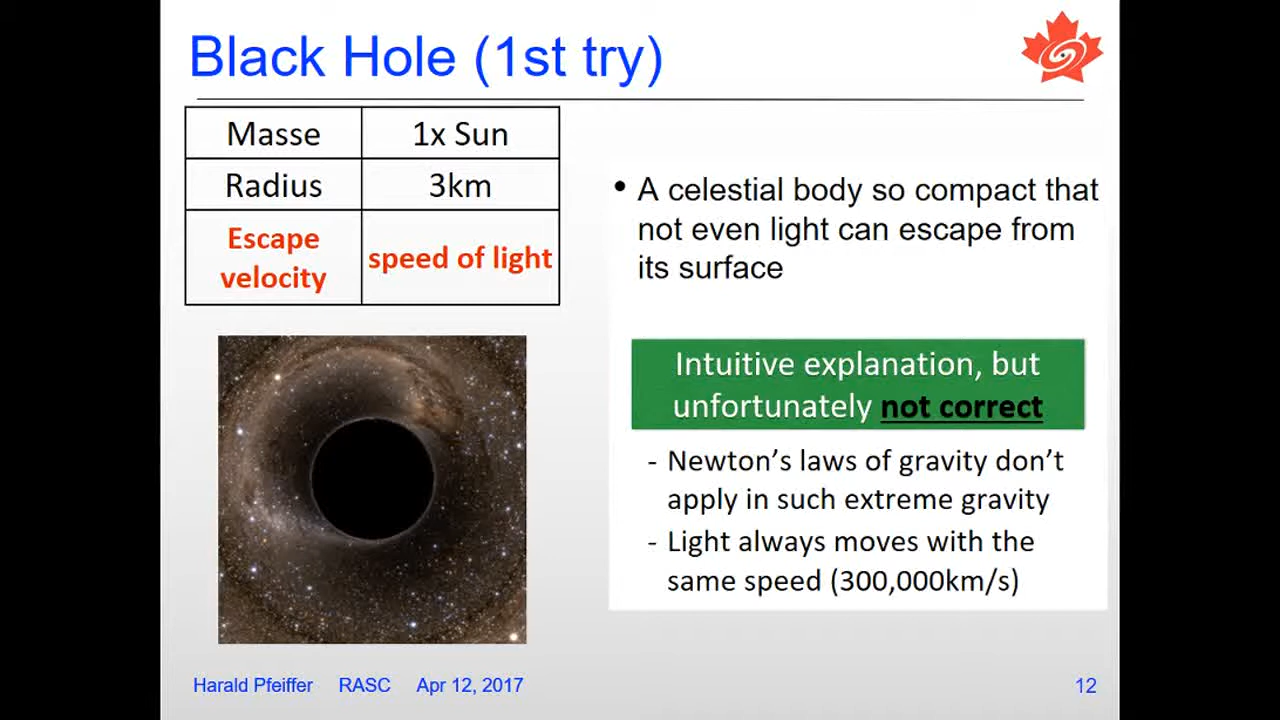 Black Hole (1st try)
Masse 1x Sun
Radius 3km
Escape
velocity
speed of light
• A celestial body so compact that
not even light can escape from
its surface
Intuitive explanation, but
unfortunately not correct
- Newton’s laws of gravity don’t
apply in such extreme gravity
- Light always moves with the
same speed (300,000km/s)
Harald Pfeiffer RASC Apr 12, 2017 12